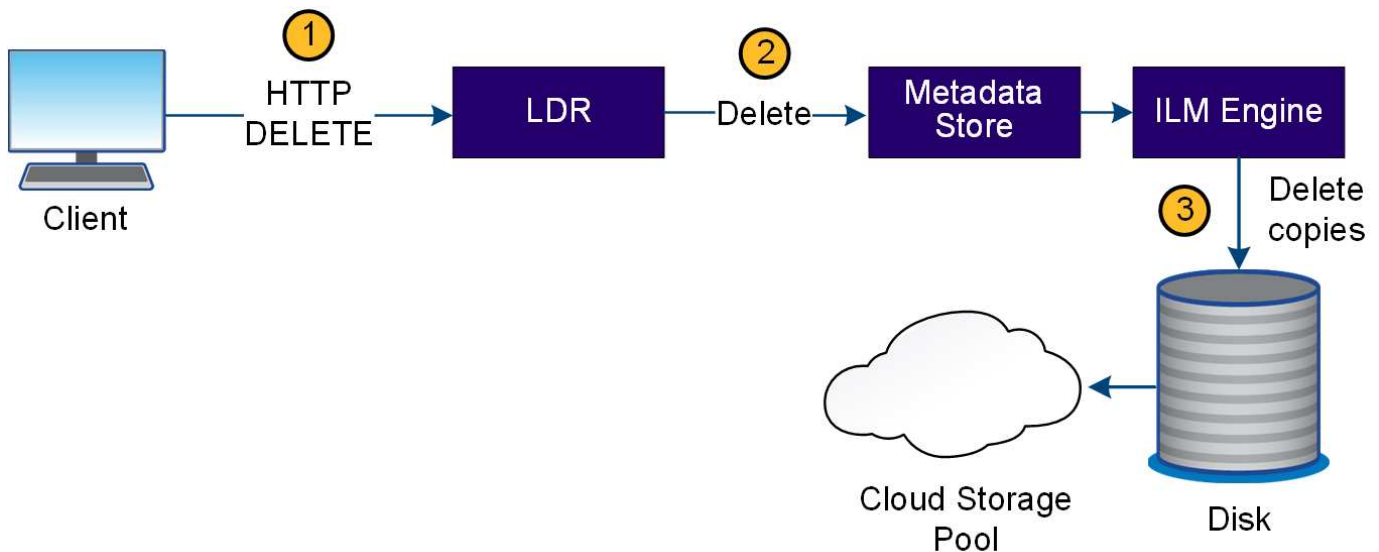 1
HTTP
DELETE
Client
LDR
2
Delete
Metadata
Store
ILM Engine
3
Delete
copies
Cloud Storage
Pool
Disk